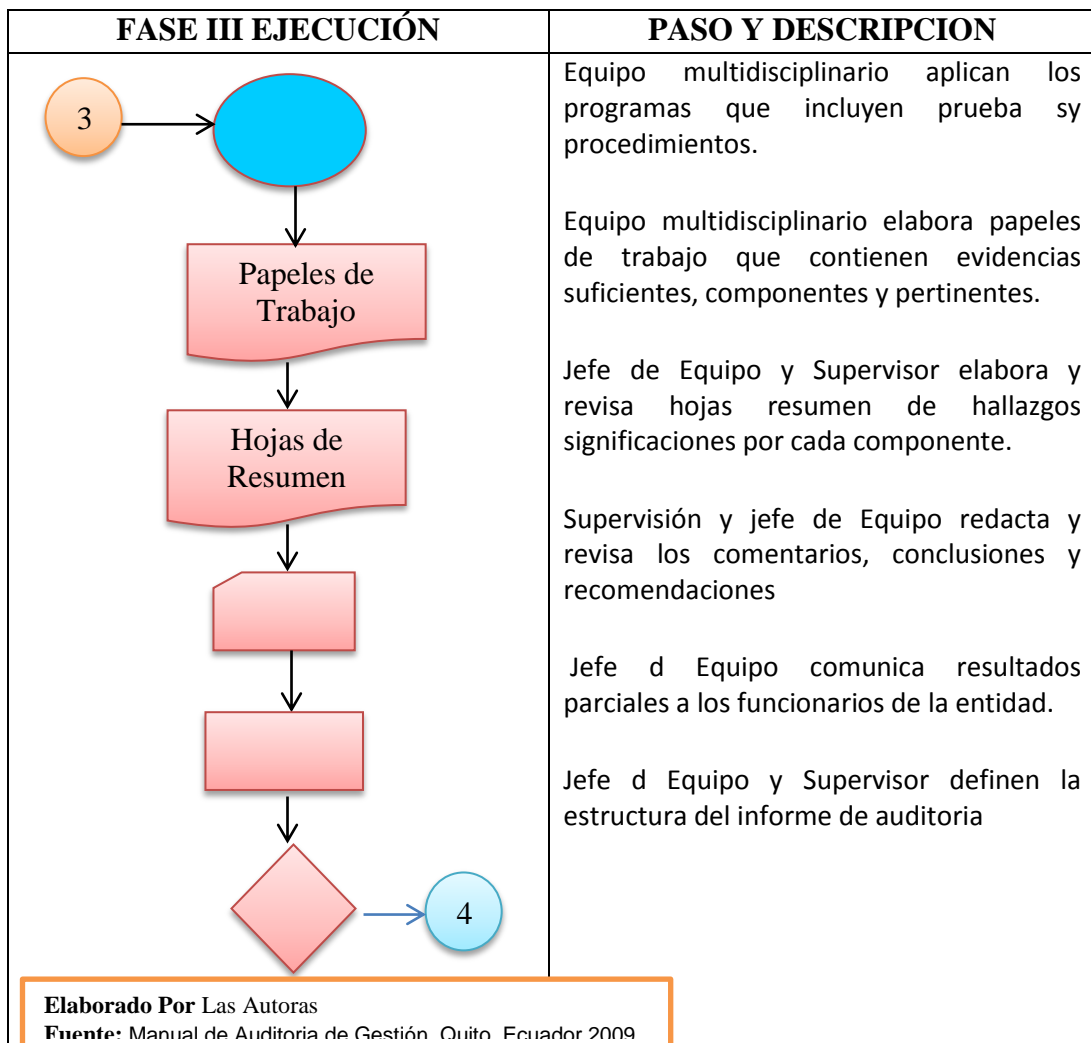 FASE III EJECUCIÓN
PASO Y DESCRIPCION
3
Papeles de
Trabajo
Hojas de
Resumen
4
Equipo multidisciplinario aplican los
programas que incluyen prueba sy
procedimientos.
Equipo multidisciplinario elabora papeles
de trabajo que contienen evidencias
suficientes, componentes y pertinentes.
Jefe de Equipo y Supervisor elabora y
revisa hojas resumen de hallazgos
significaciones por cada componente.
Supervisión y jefe de Equipo redacta y
revisa los comentarios, conclusiones y
recomendaciones
Jefe d Equipo comunica resultados
parciales a los funcionarios de la entidad.
Jefe d Equipo y Supervisor definen la
estructura del informe de auditoria
Elaborado Por Las Autoras
Fuente: Manual de Auditoria de Gestión, Quito, Ecuador 2009